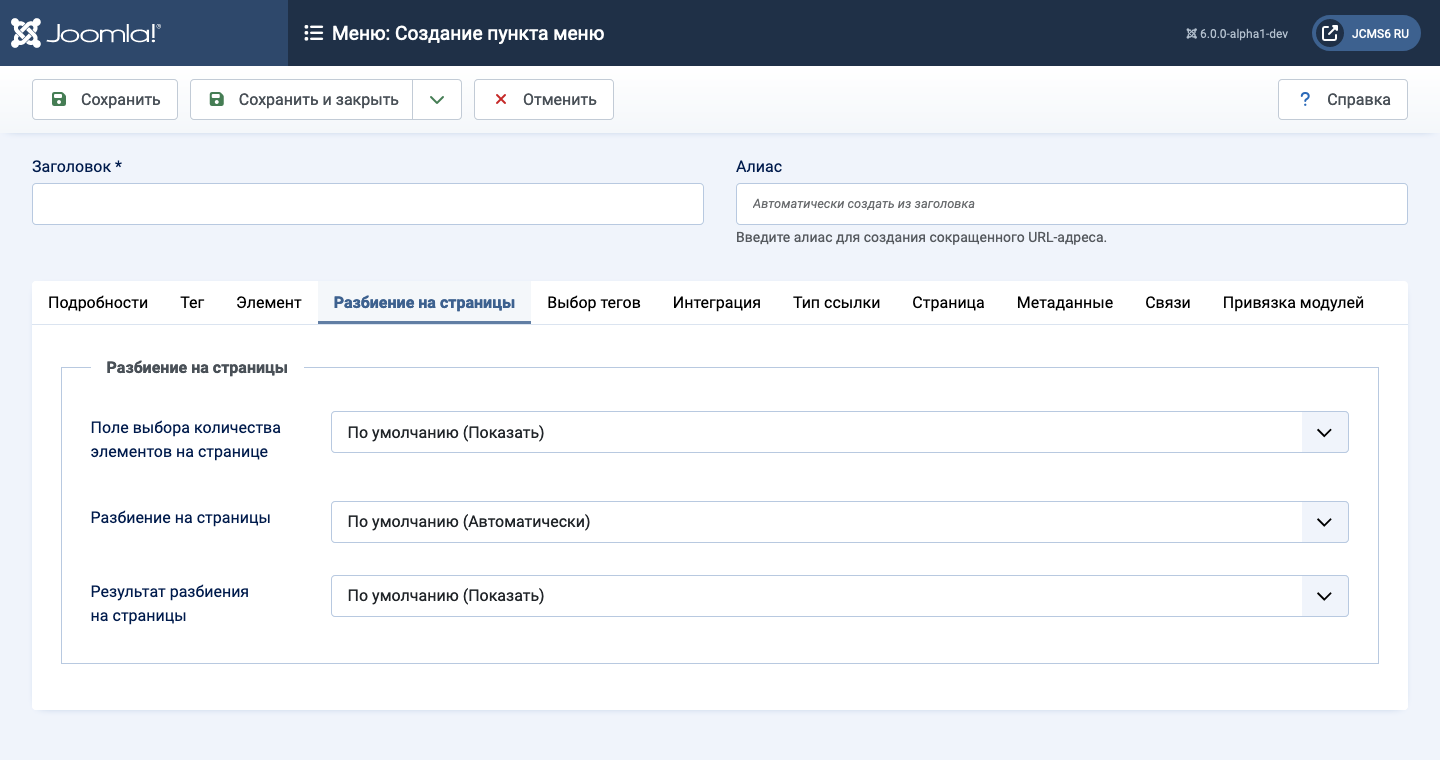 Joomla!®
Меню: Создание пункта меню
6.0.0-alpha1-dev
JCMS6 RU
Сохранить
Сохранить и закрыть
Отменить
? Справка
Заголовок *
Алиас
Автоматически создать из заголовка
Введите алиас для создания сокращенного URL-адреса.
Подробности Тег Элемент Разбиение на страницы Выбор тегов Интеграция Тип ссылки Страница Метаданные Связи Привязка модулей
Разбиение на страницы
Поле выбора количества
элементов на странице
По умолчанию (Показать)
Разбиение на страницы
По умолчанию (Автоматически)
Результат разбиения
на страницы
По умолчанию (Показать)